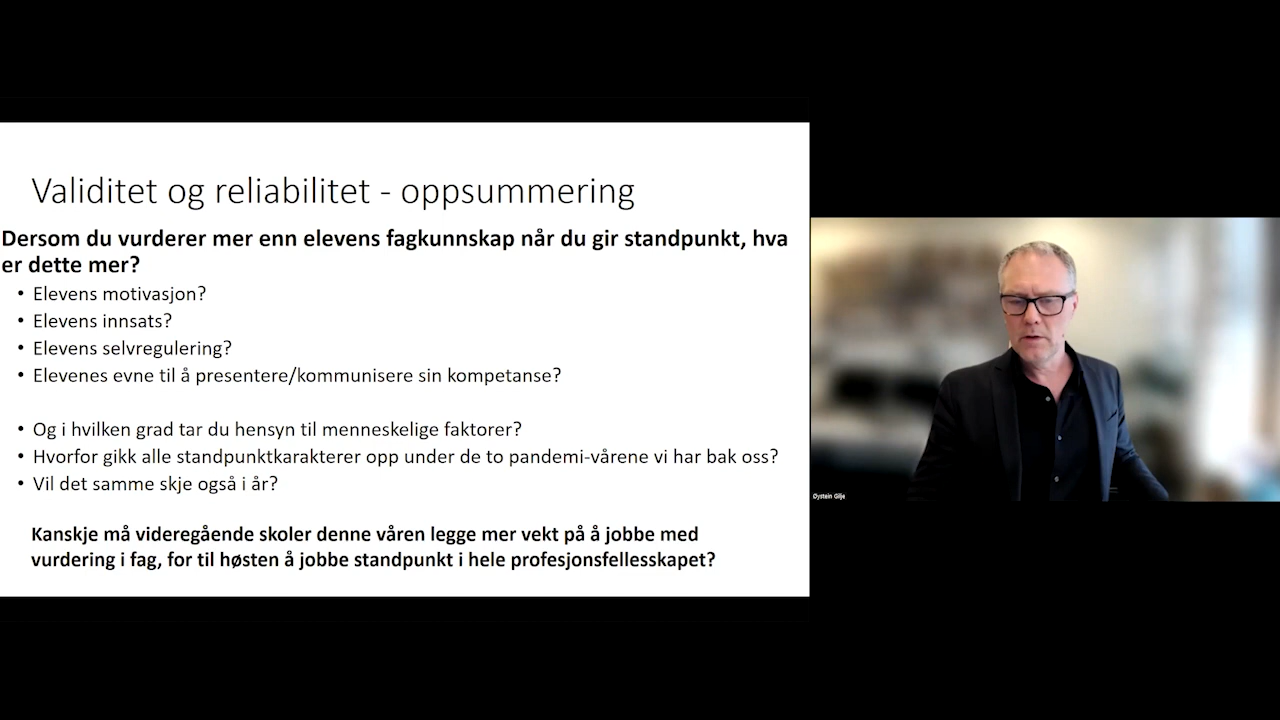 Validitet og reliabilitet - oppsummering
Dersom du vurderer mer enn elevens fagkunnskap når du gir standpunkt, hva
er dette mer?
• Elevens motivasjon?
• Elevens innsats?
• Elevens selvregulering?
• Elevenes evne til å presentere/kommunisere sin kompetanse?
• Og i hvilken grad tar du hensyn til menneskelige faktorer?
• Hvorfor gikk alle standpunktkarakterer opp under de to pandemi-vårene vi har bak oss?
• Vil det samme skje også i år?
Kanskje må videregående skoler denne våren legge mer vekt på å jobbe med
vurdering i fag, for til høsten å jobbe standpunkt i hele profesjonsfellesskapet?
Øystein Gilje